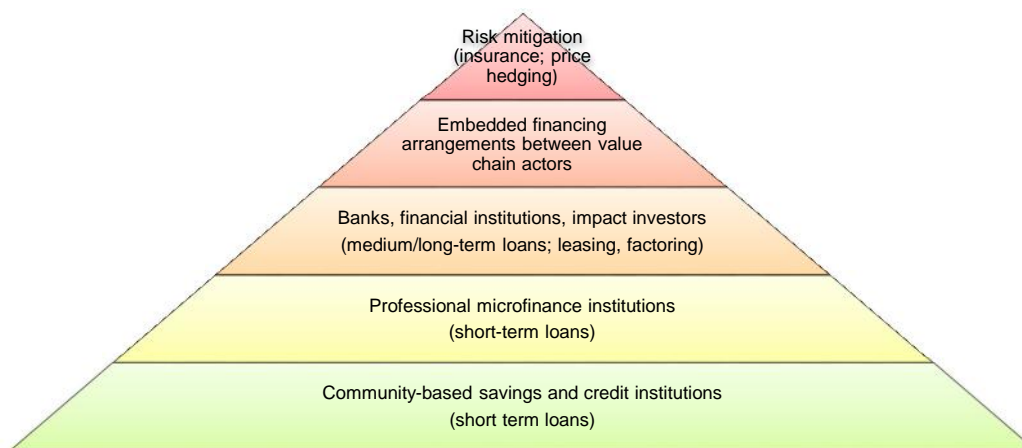 Risk mitigation
(insurance; price
hedging)
Embedded financing
arrangements between value
chain actors
Banks, financial institutions, impact investors
(medium/long-term loans; leasing, factoring)
Professional microfinance institutions
(short-term loans)
Community-based savings and credit institutions
(short term loans)